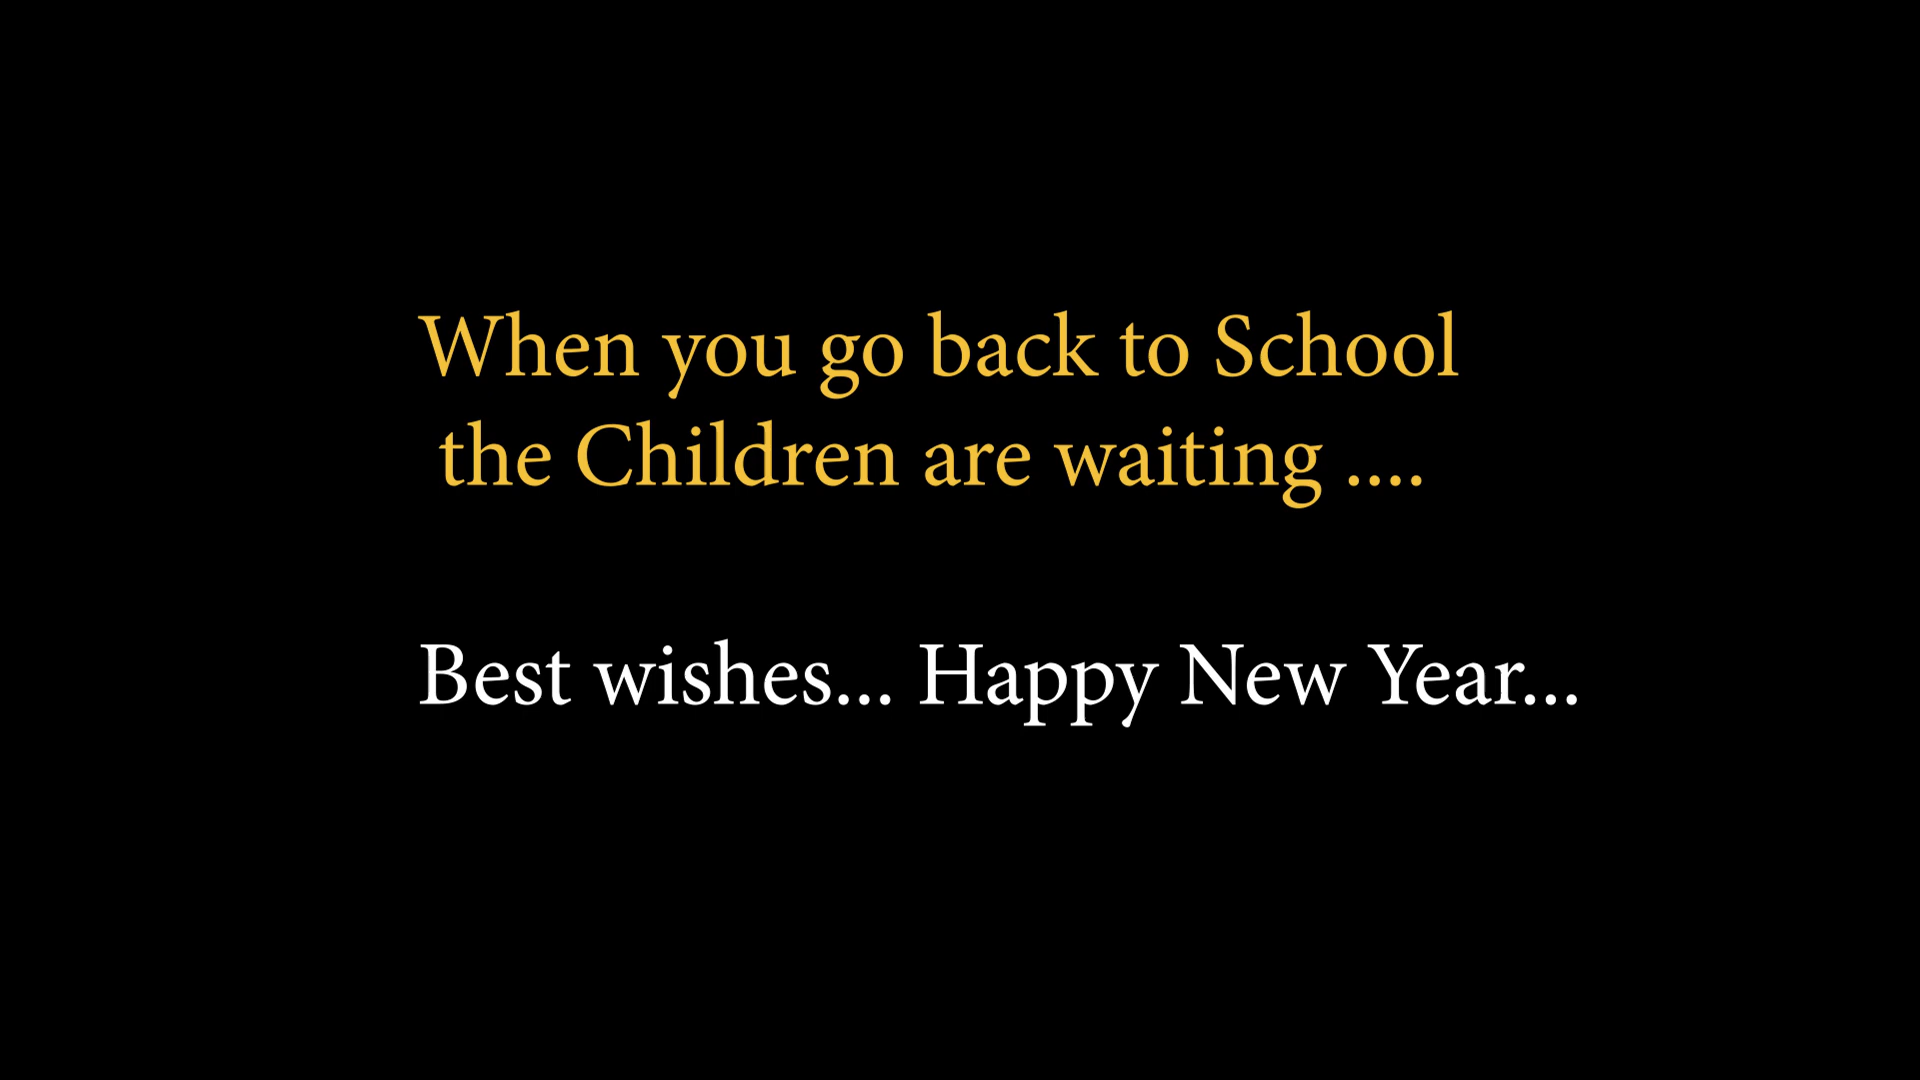 When you go back to School
the Children are waiting ....
Best wishes... Happy New Year...